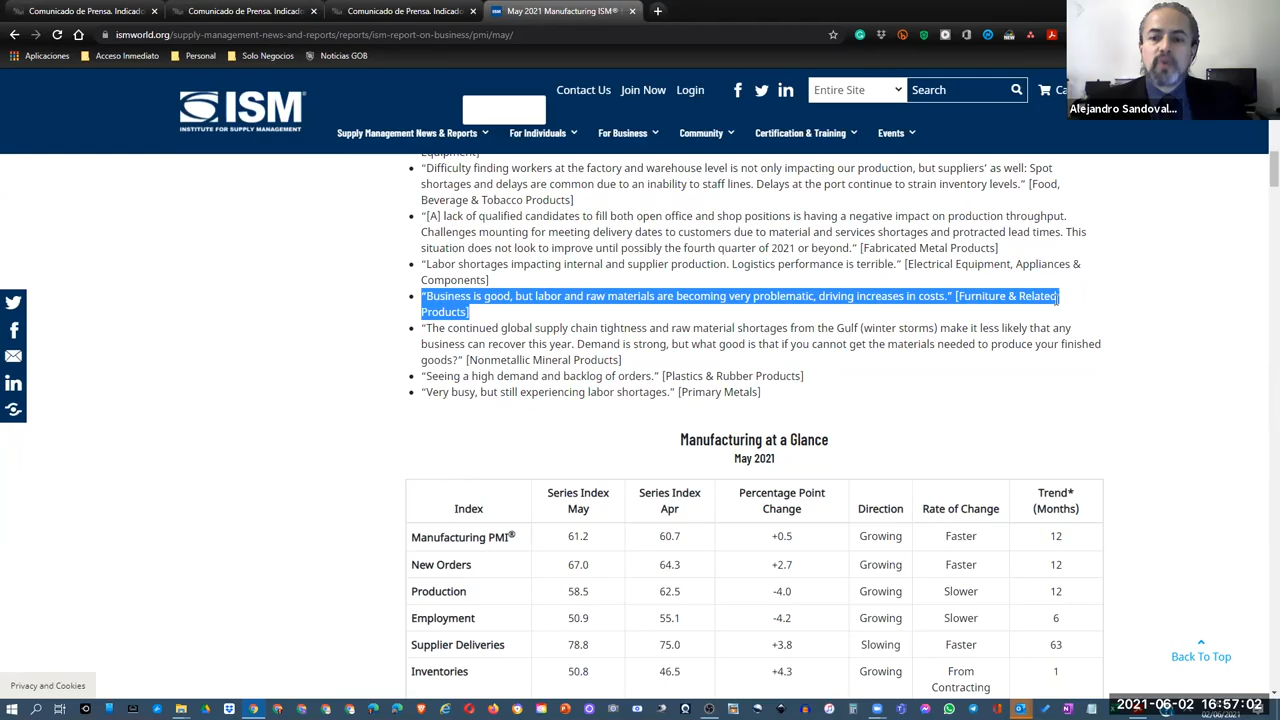 Comunicado de Prensa. Indicado
Comunicado de Prensa. Indicado
Comunicado de Prensa. Indicado
May 2021 Manufacturing ISM®
ismworld.org/supply-management-news-and-reports/reports/ism-report-on-business/pmi/may/
Aplicaciones
Acceso Inmediato
Personal
Solo Negocios
Noticias GOB
Alejandro Sandoval...
ISM
INSTITUTE FOR SUPPLY MANAGEMENT
Contact Us
Join Now
Login
Entire Site
Search
Ca
Supply Management News & Reports
For Individuals
For Business
Community
Certification & Training
Events
Equipment]
“Difficulty finding workers at the factory and warehouse level is not only impacting our production, but suppliers’ as well: Spot
shortages and delays are common due to an inability to staff lines. Delays at the port continue to strain inventory levels.” [Food,
Beverage & Tobacco Products]
“[A] lack of qualified candidates to fill both open office and shop positions is having a negative impact on production throughput.
Challenges mounting for meeting delivery dates to customers due to material and services shortages and protracted lead times. This
situation does not look to improve until possibly the fourth quarter of 2021 or beyond.” [Fabricated Metal Products]
“Labor shortages impacting internal and supplier production. Logistics performance is terrible.” [Electrical Equipment, Appliances &
Components]
“Business is good, but labor and raw materials are becoming very problematic, driving increases in costs.” [Furniture & Related
Products]
“The continued global supply chain tightness and raw material shortages from the Gulf (winter storms) make it less likely that any
business can recover this year. Demand is strong, but what good is that if you cannot get the materials needed to produce your finished
goods?” [Nonmetallic Mineral Products]
“Seeing a high demand and backlog of orders.” [Plastics & Rubber Products]
“Very busy, but still experiencing labor shortages.” [Primary Metals]
Manufacturing at a Glance
May 2021
Index
Series Index May
Series Index Apr
Percentage Point Change
Direction
Rate of Change
Trend* (Months)
Manufacturing PMI® 61.2 60.7 +0.5 Growing Faster 12
New Orders 67.0 64.3 +2.7 Growing Faster 12
Production 58.5 62.5 -4.0 Growing Slower 12
Employment 50.9 55.1 -4.2 Growing Slower 6
Supplier Deliveries 78.8 75.0 +3.8 Slowing Faster 63
Inventories 50.8 46.5 +4.3 Growing From Contracting 1
Back To Top
Privacy and Cookies
2021-06-02 16:57:02
02/06/2021